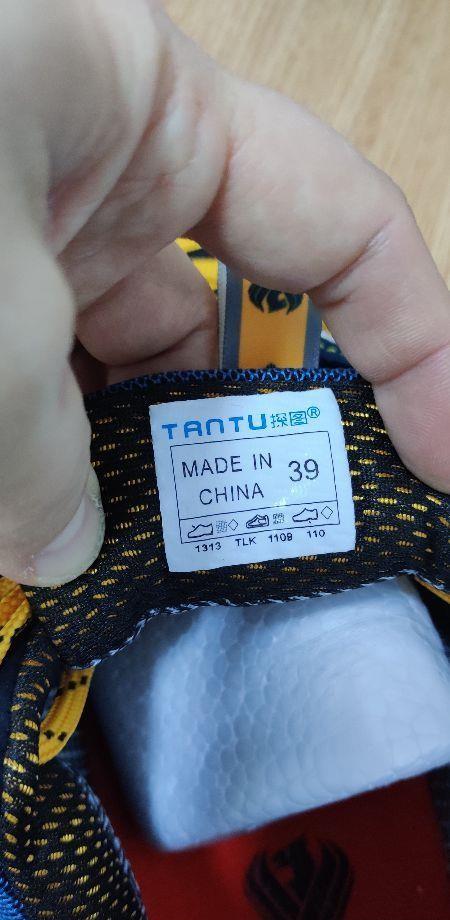 TANTU探图®
MADE IN
CHINA
39
1313 TLK 1109 110